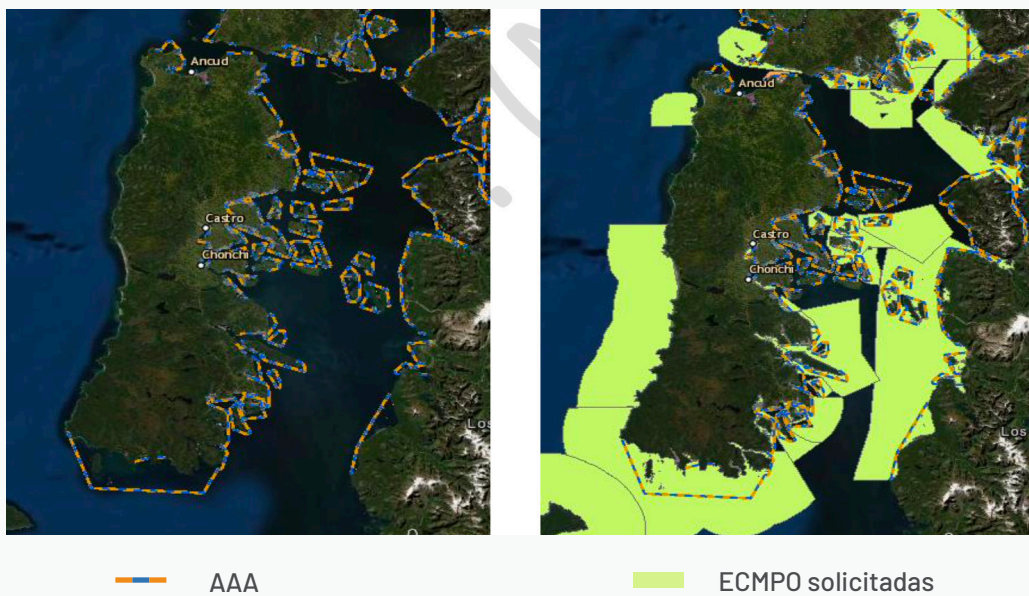 Ancud
Castro
Chonchi
Los
Ancud
Castro
Chonchi
Los
AAA
ECMPO solicitadas